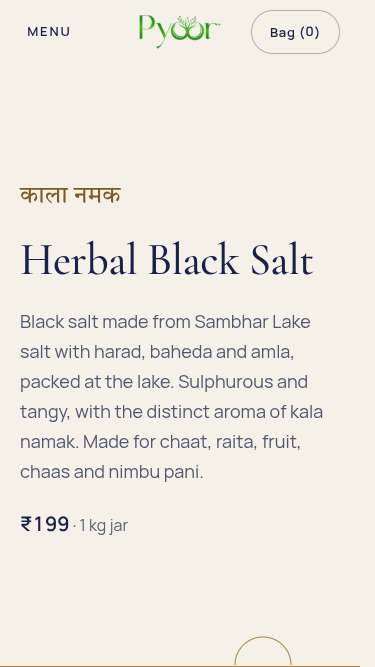 MENU
Pyoor
Bag (0)
काला नमक
Herbal Black Salt
Black salt made from Sambhar Lake
salt with harad, baheda and amla,
packed at the lake. Sulphurous and
tangy, with the distinct aroma of kala
namak. Made for chaat, raita, fruit,
chaas and nimbu pani.
₹199 · 1 kg jar